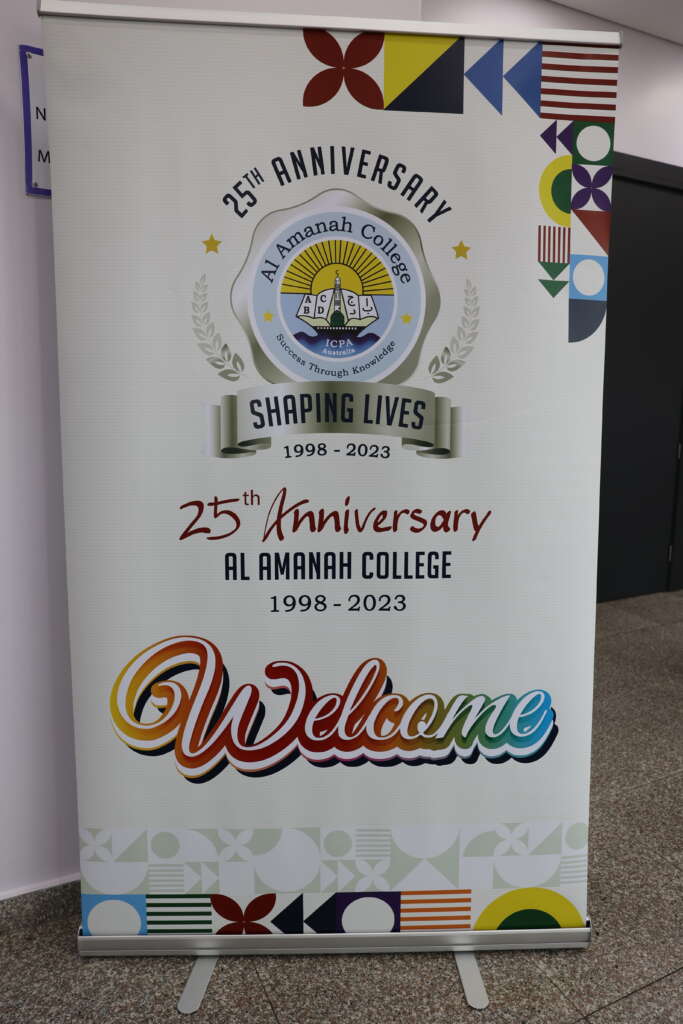 N
M
25TH ANNIVERSARY
Al Amanah College
A C
B D
ICPA
Australia
Success Through Knowledge
SHAPING LIVES
1998 - 2023
25th Anniversary
AL AMANAH COLLEGE
1998 - 2023
Welcome